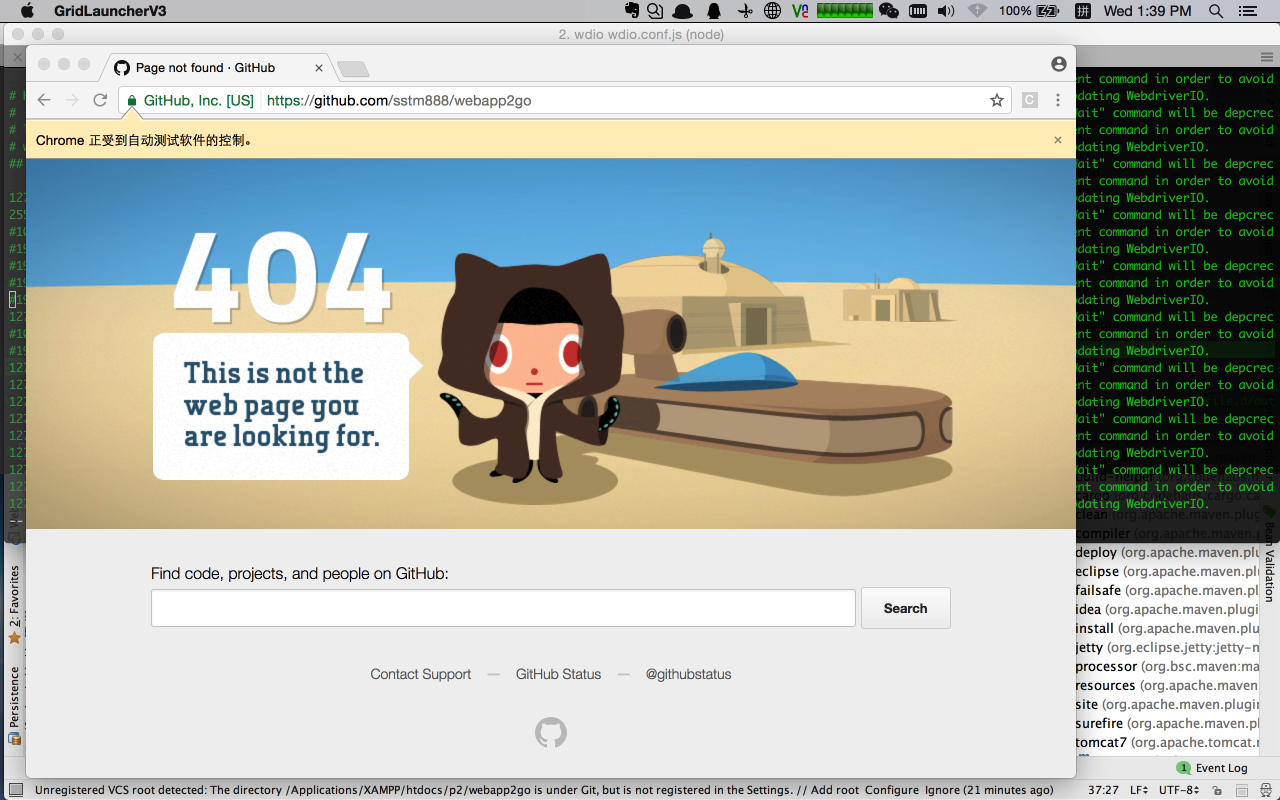 GridLauncherV3
100%
Wed 1:39 PM
2. wdio wdio.conf.js (node)
Page not found · GitHub
GitHub, Inc. [US]
https://github.com/sstm888/webapp2go
Chrome 正受到自动测试软件的控制。
404
This is not the
web page you
are looking for.
Find code, projects, and people on GitHub:
Search
Contact Support — GitHub Status — @githubstatus
ent command in order to avoid
dating WebdriverIO.
ait" command will be depcrec
ent command in order to avoid
dating WebdriverIO.
ait" command will be depcrec
ent command in order to avoid
dating WebdriverIO.
ait" command will be depcrec
ent command in order to avoid
dating WebdriverIO.
ait" command will be depcrec
ent command in order to avoid
dating WebdriverIO.
ait" command will be depcrec
ent command in order to avoid
dating WebdriverIO.
ait" command will be depcrec
ent command in order to avoid
dating WebdriverIO.
ait" command will be depcrec
ent command in order to avoid
dating WebdriverIO.
ait" command will be depcrec
ent command in order to avoid
dating WebdriverIO.
clean (org.apache.maven.plug
compiler (org.apache.maven.
deploy (org.apache.maven.pl
eclipse (org.apache.maven.pl
failsafe (org.apache.maven.pl
idea (org.apache.maven.plugi
install (org.apache.maven.plu
jetty (org.eclipse.jetty:jetty-m
processor (org.bsc.maven:ma
resources (org.apache.maven
site (org.apache.maven.plugin
surefire (org.apache.maven.p
tomcat7 (org.apache.tomcat.m
Bean Validation
2: Favorites
Persistence
1 Event Log
Unregistered VCS root detected: The directory /Applications/XAMPP/htdocs/p2/webapp2go is under Git, but is not registered in the Settings. // Add root Configure Ignore (21 minutes ago)
37:27 LF UTF-8